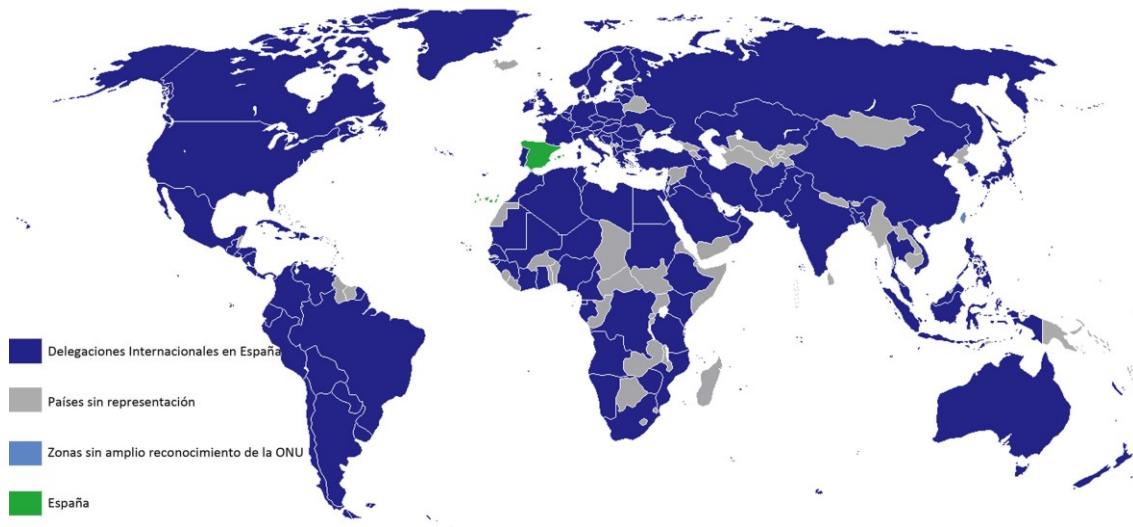 Delegaciones Internacionales en España
Países sin representación
Zonas sin amplio reconocimiento de la ONU
España